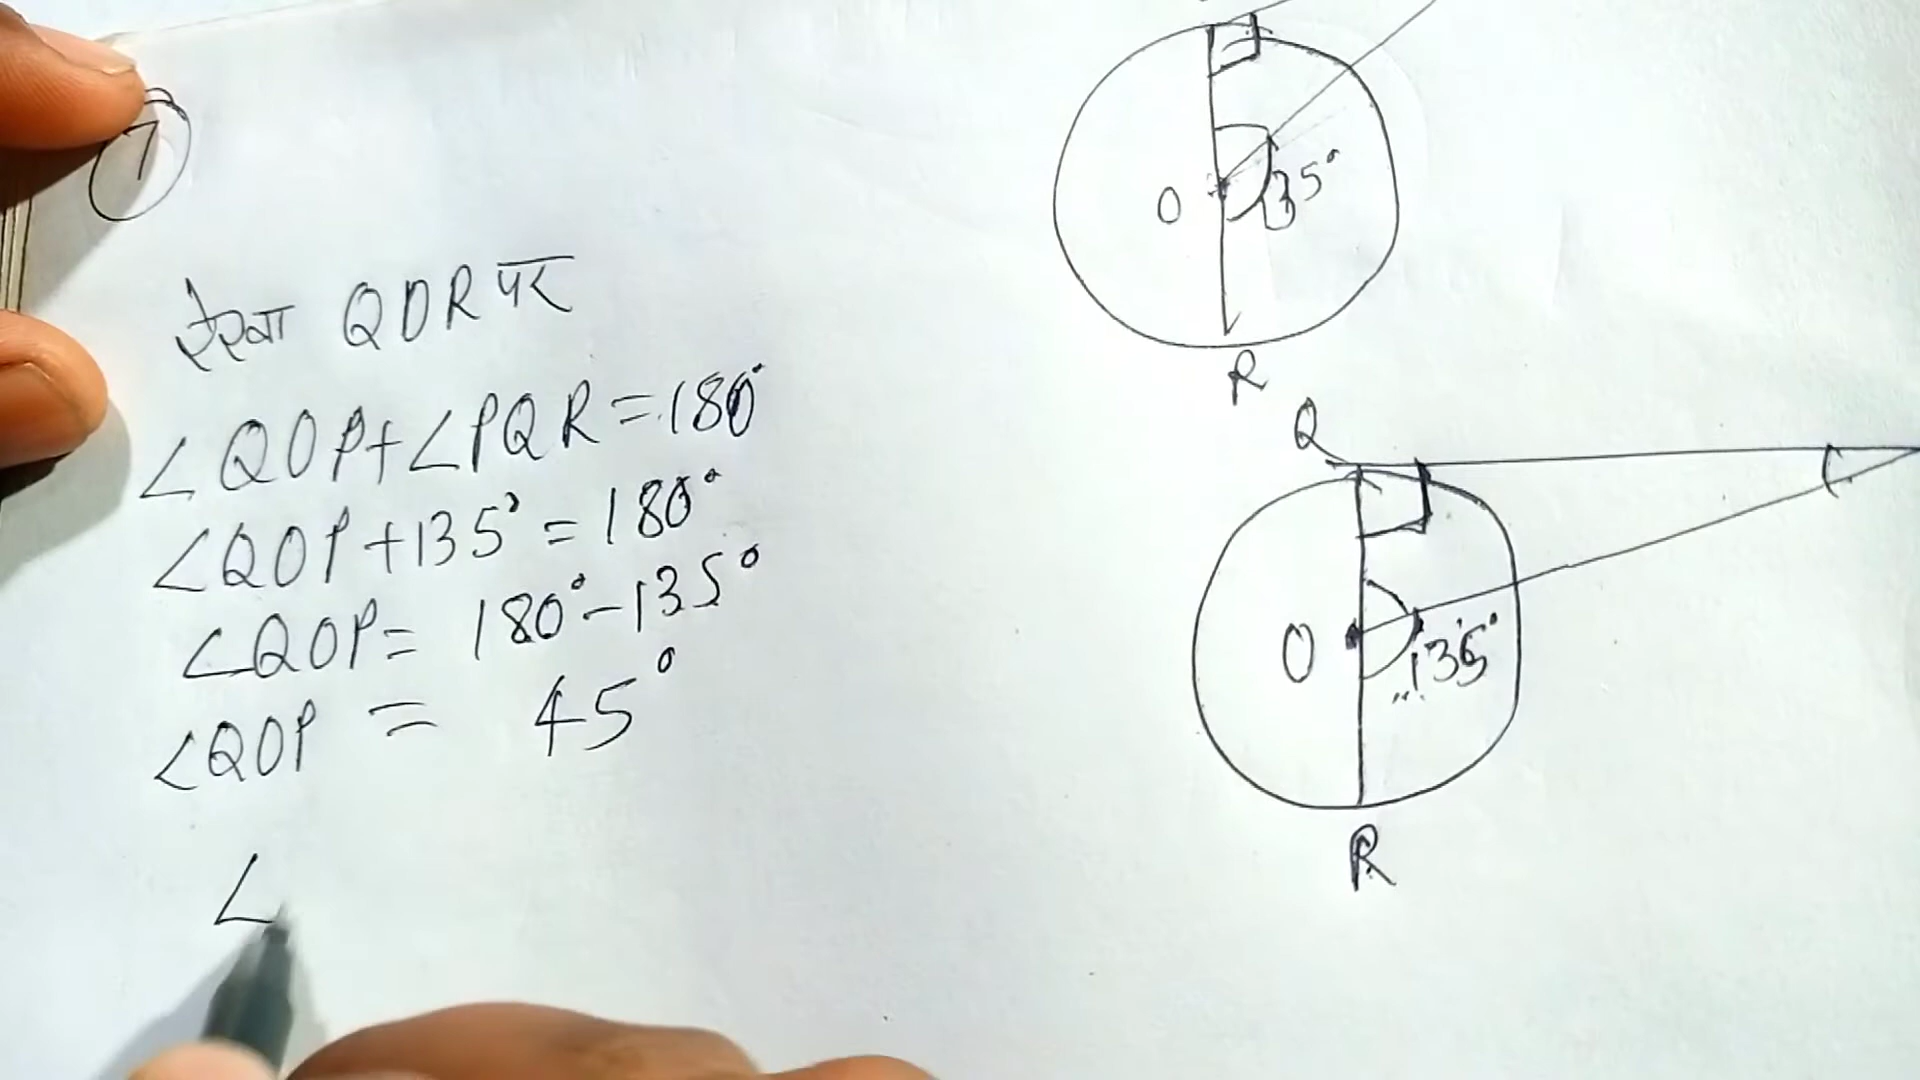 7
रेखा QOR पर
∠QOP+∠PQR=180°
∠QOP+135°=180°
∠QOP= 180°-135°
∠QOP = 45°
∠
O 135°
R
Q
O 135°
R